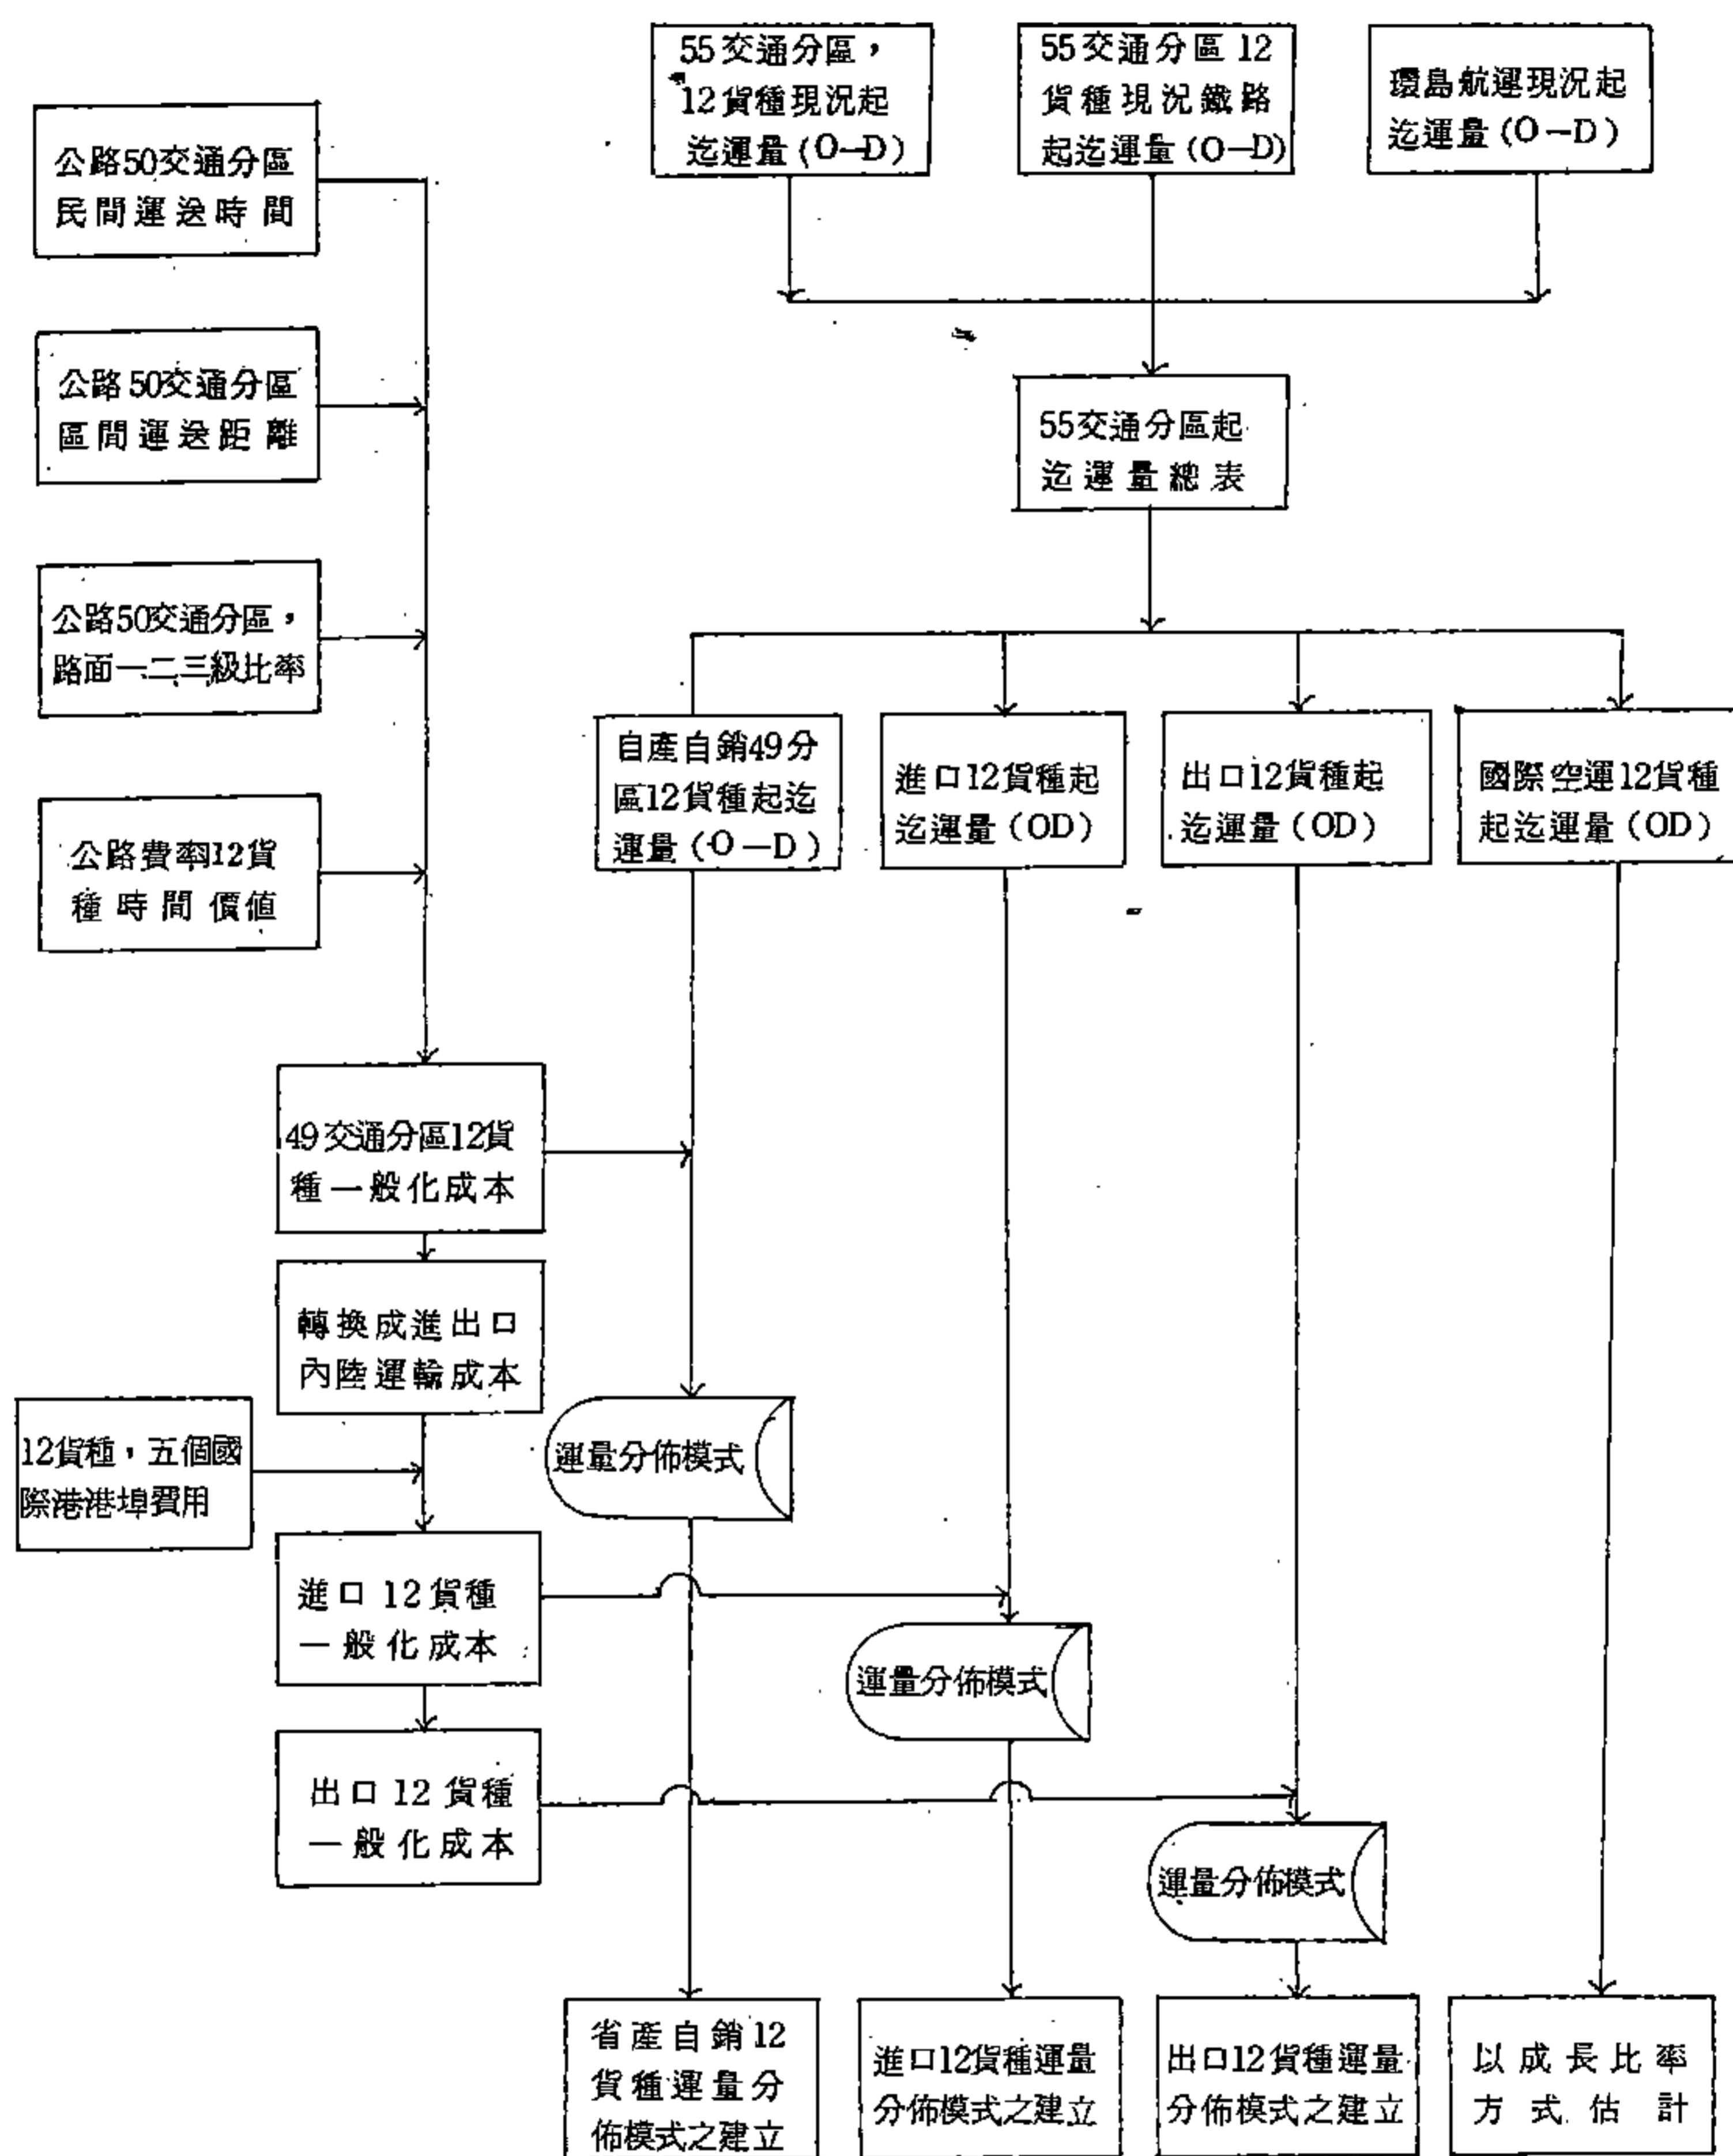 55交通分區，
12貨種現況起
迄運量(O—D)
55交通分區12
貨種現況鐵路
起迄運量(O—D)
環島航運現況起
迄運量(O—D)
公路50交通分區
民間運送時間
公路50交通分區
區間運送距離
公路50交通分區，
路面一、二、三級比率
公路費率12貨
種時間價值
55交通分區起
迄運量總表
自產自銷49分
區12貨種起迄
運量(O—D)
進口12貨種起
迄運量(OD)
出口12貨種起
迄運量(OD)
國際空運12貨種
起迄運量(OD)
49交通分區12貨
種一般化成本
轉換成進出口
內陸運輸成本
12貨種，五個國
際港港埠費用
運量分佈模式
進口12貨種
一般化成本
運量分佈模式
出口12貨種
一般化成本
運量分佈模式
省產自銷12
貨種運量分
佈模式之建立
進口12貨種運量
分佈模式之建立
出口12貨種運量
分佈模式之建立
以成長比率
方式估計